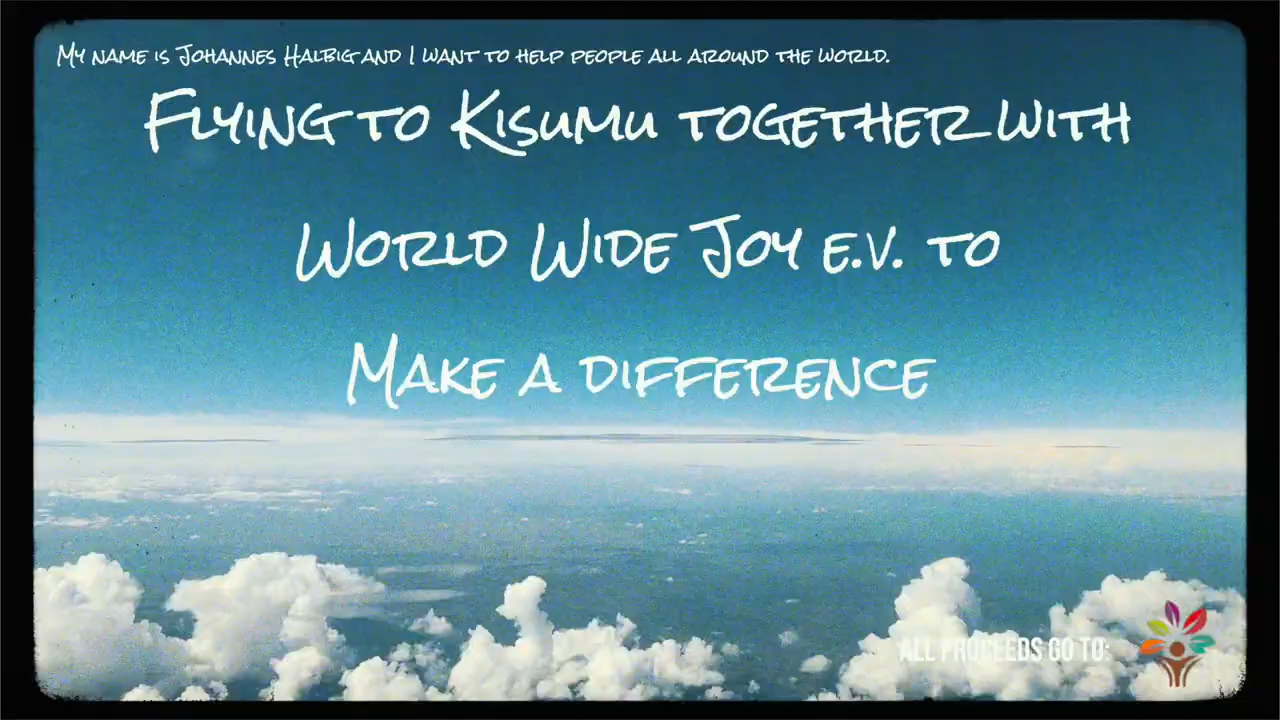 My name is Johannes Halbig and I want to help people all around the world.
Flying to Kisumu together with
World Wide Joy e.V. to
Make a difference
ALL PROCEEDS GO TO: